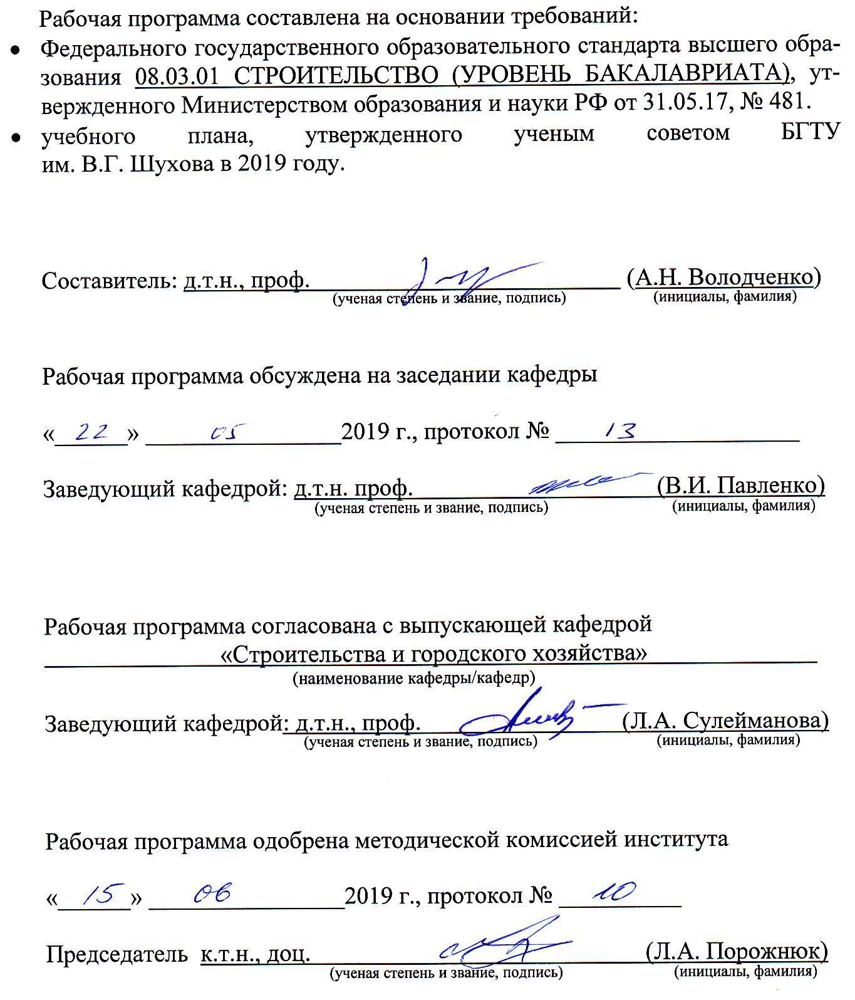 Рабочая программа составлена на основании требований:
• Федерального государственного образовательного стандарта высшего обра-
зования 08.03.01 СТРОИТЕЛЬСТВО (УРОВЕНЬ БАКАЛАВРИАТА), ут-
вержденного Министерством образования и науки РФ от 31.05.17, № 481.
• учебного плана, утвержденного ученым советом БГТУ
им. В.Г. Шухова в 2019 году.
Составитель: д.т.н., проф. (А.Н. Володченко)
(ученая степень и звание, подпись) (инициалы, фамилия)
Рабочая программа обсуждена на заседании кафедры
« 22 » 05 2019 г., протокол № 13
Заведующий кафедрой: д.т.н. проф. (В.И. Павленко)
(ученая степень и звание, подпись) (инициалы, фамилия)
Рабочая программа согласована с выпускающей кафедрой
«Строительства и городского хозяйства»
(наименование кафедры/кафедр)
Заведующий кафедрой: д.т.н., проф. (Л.А. Сулейманова)
(ученая степень и звание, подпись) (инициалы, фамилия)
Рабочая программа одобрена методической комиссией института
« 15 » 06 2019 г., протокол № 10
Председатель к.т.н., доц. (Л.А. Порожнюк)
(ученая степень и звание, подпись) (инициалы, фамилия)